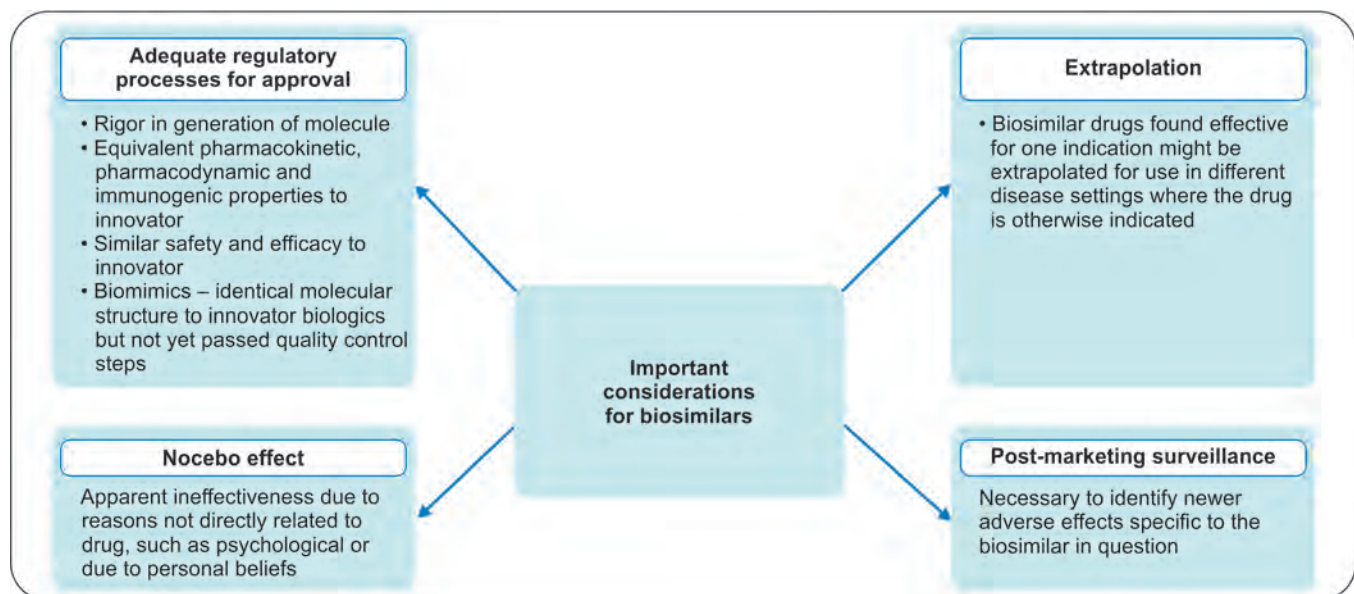 Adequate regulatory
processes for approval
• Rigor in generation of molecule
• Equivalent pharmacokinetic,
pharmacodynamic and
immunogenic properties to
innovator
• Similar safety and efficacy to
innovator
• Biomimics – identical molecular
structure to innovator biologics
but not yet passed quality control
steps
Extrapolation
• Biosimilar drugs found effective
for one indication might be
extrapolated for use in different
disease settings where the drug
is otherwise indicated
Important
considerations
for biosimilars
Nocebo effect
Apparent ineffectiveness due to
reasons not directly related to
drug, such as psychological or
due to personal beliefs
Post-marketing surveillance
Necessary to identify newer
adverse effects specific to the
biosimilar in question